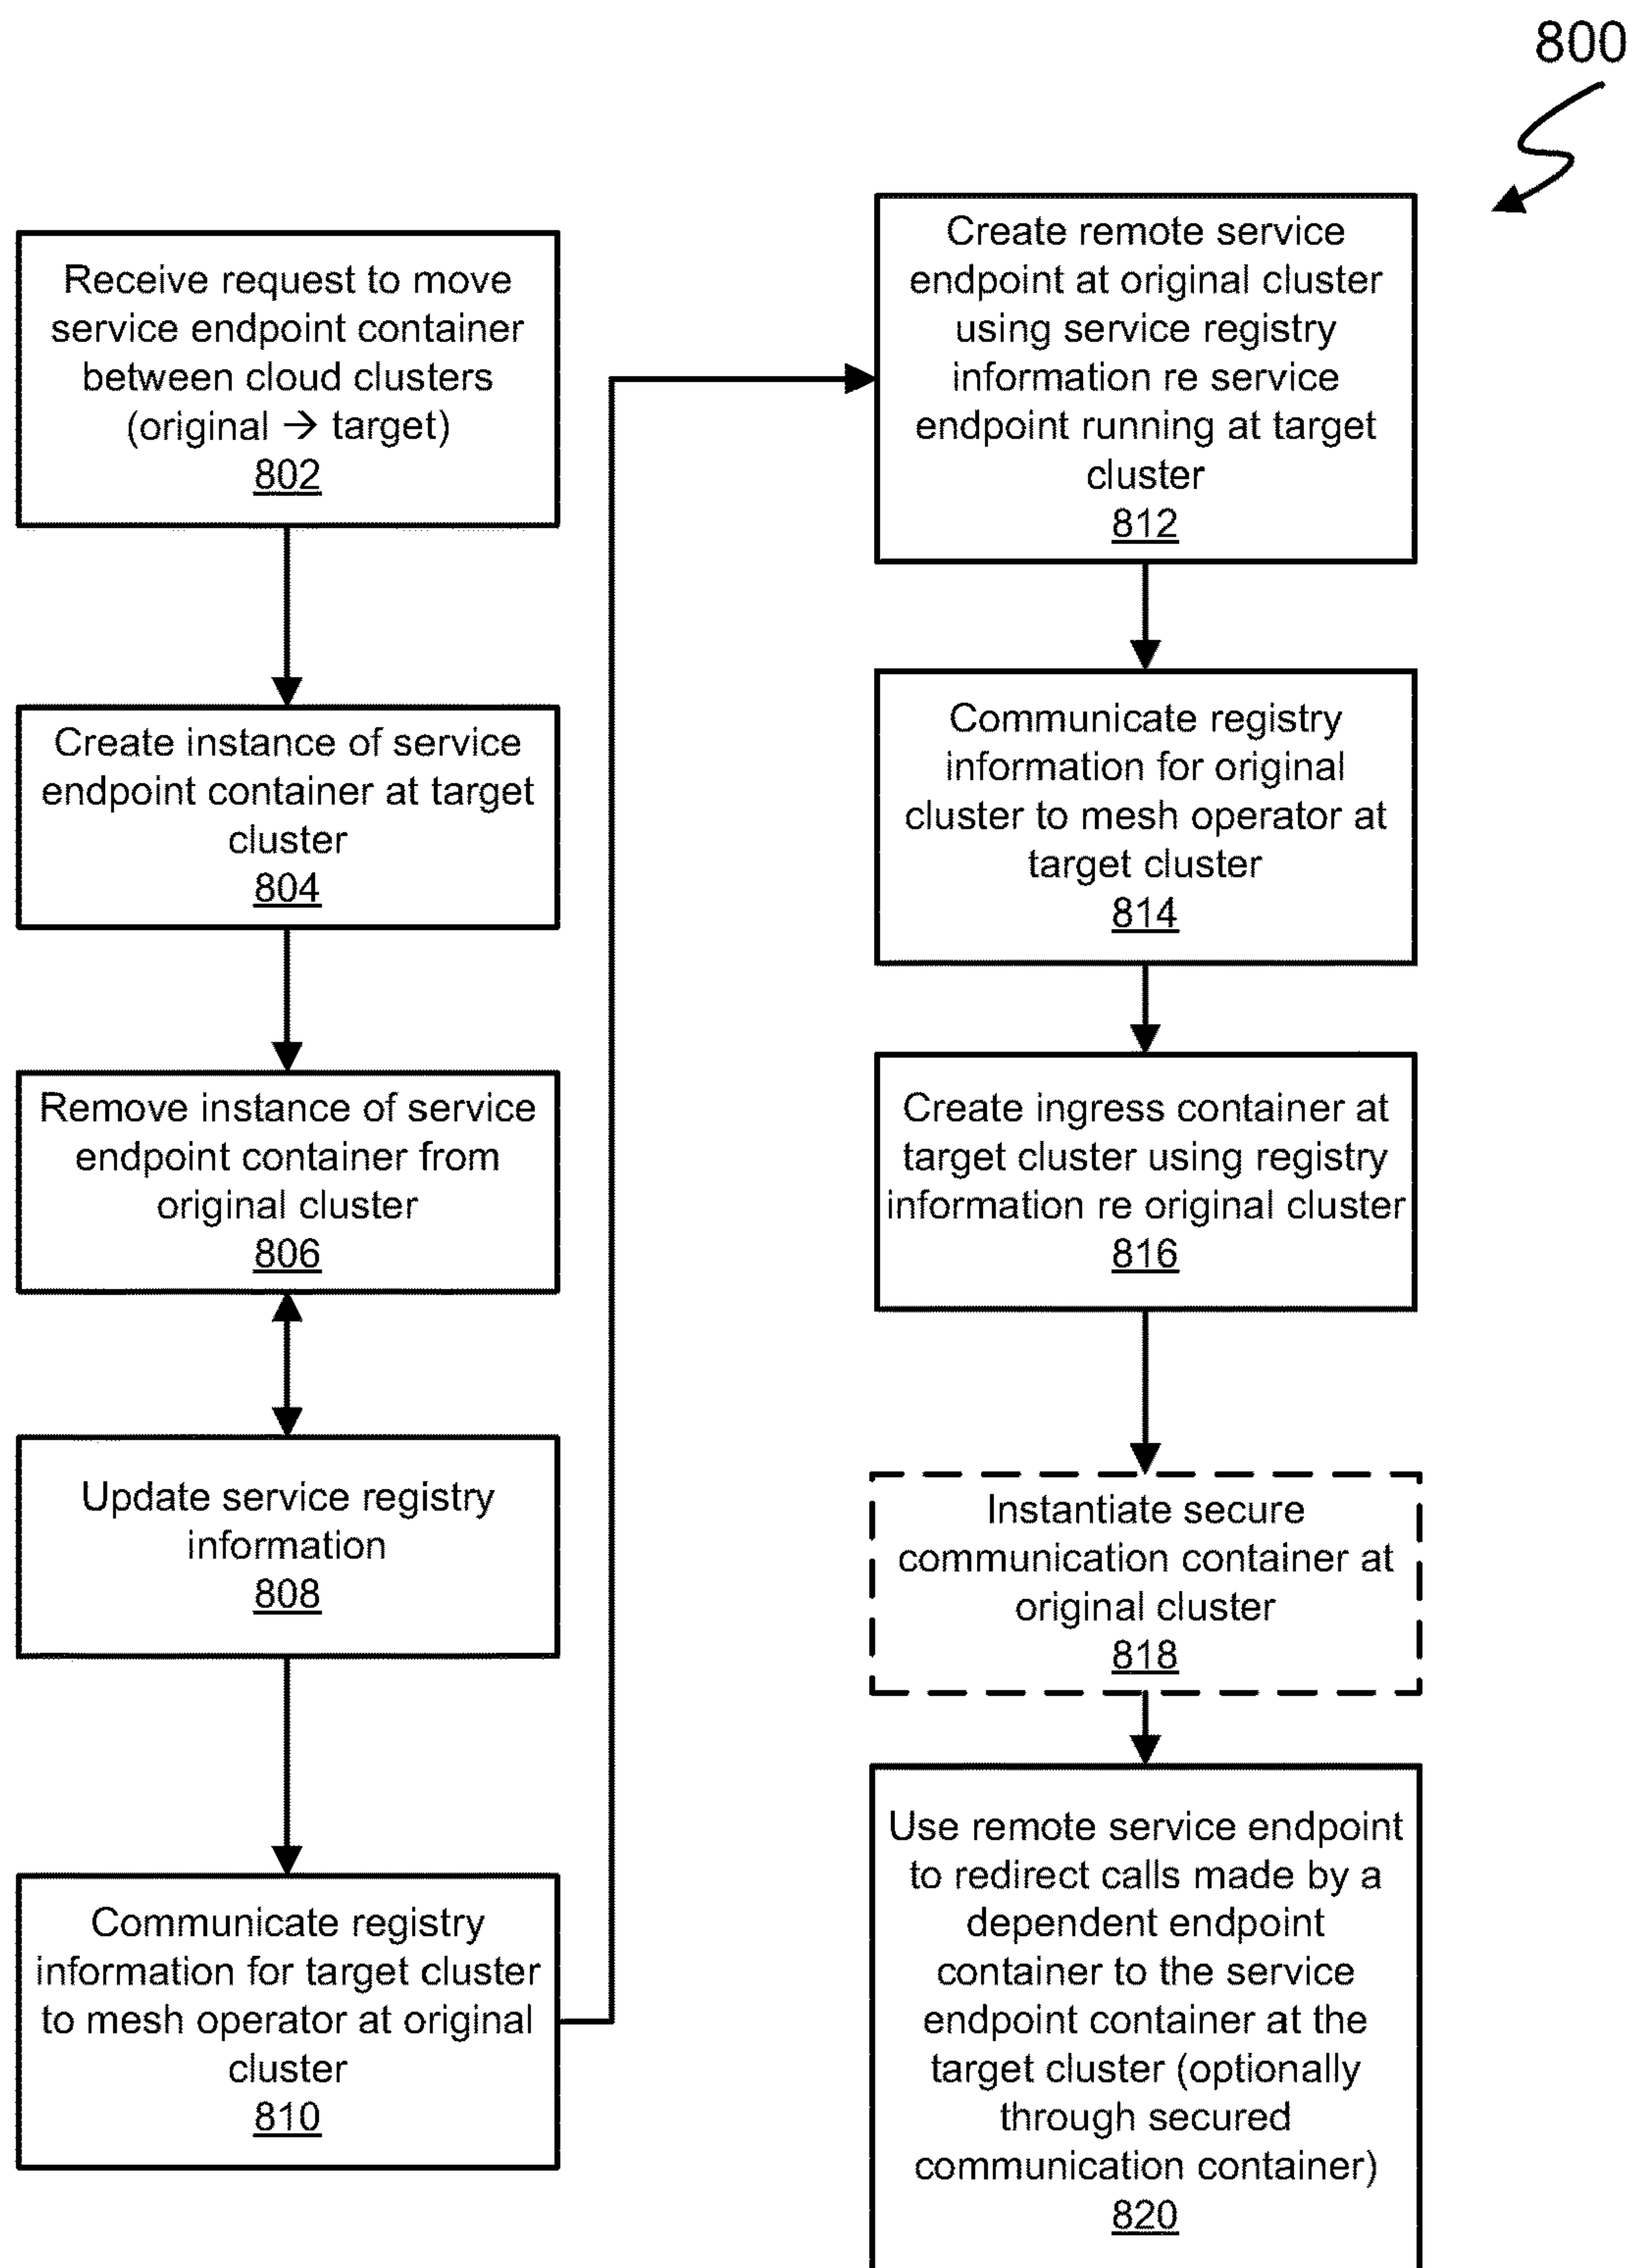 800
Receive request to move
service endpoint container
between cloud clusters
(original → target)
802
Create instance of service
endpoint container at target
cluster
804
Remove instance of service
endpoint container from
original cluster
806
Update service registry
information
808
Communicate registry
information for target cluster
to mesh operator at original
cluster
810
Create remote service
endpoint at original cluster
using service registry
information re service
endpoint running at target
cluster
812
Communicate registry
information for original
cluster to mesh operator at
target cluster
814
Create ingress container at
target cluster using registry
information re original cluster
816
Instantiate secure
communication container at
original cluster
818
Use remote service endpoint
to redirect calls made by a
dependent endpoint
container to the service
endpoint container at the
target cluster (optionally
through secured
communication container)
820